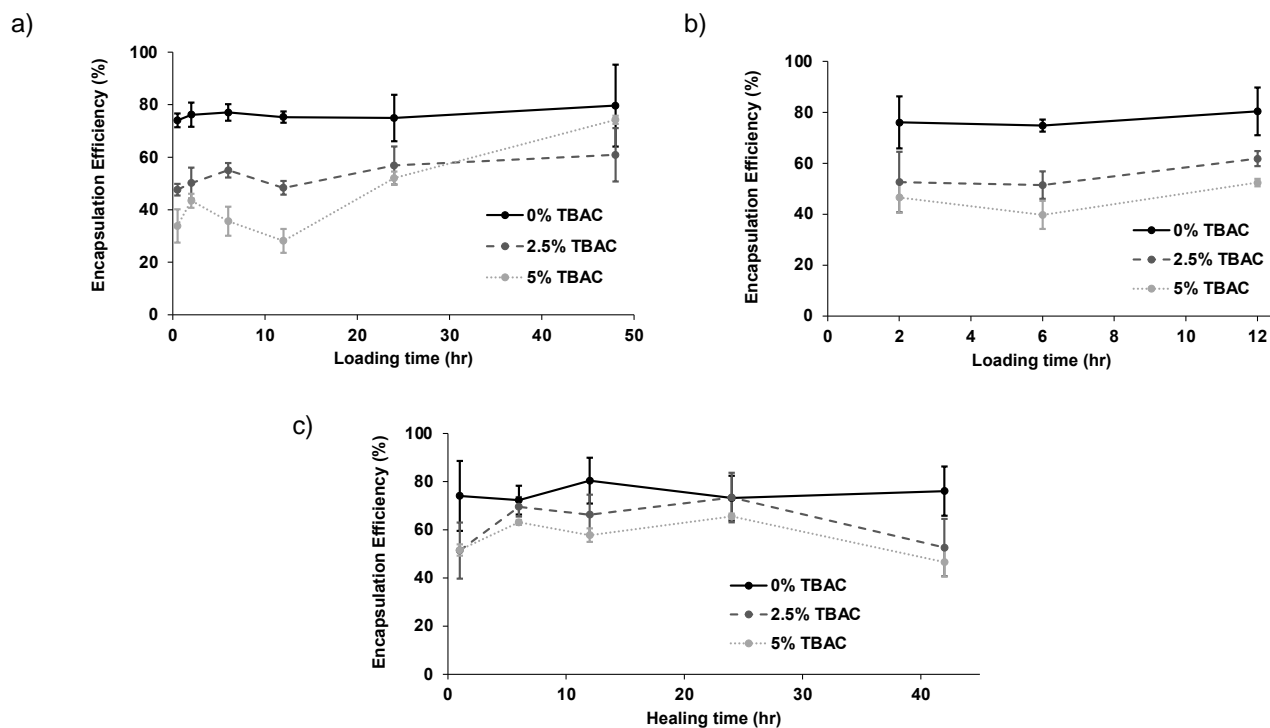 a)
Encapsulation Efficiency (%)
100
80
60
40
20
0
0% TBAC
2.5% TBAC
5% TBAC
0 10 20 30 40 50
Loading time (hr)
b)
Encapsulation Efficiency (%)
100
80
60
40
20
0
0% TBAC
2.5% TBAC
5% TBAC
0 2 4 6 8 10 12
Loading time (hr)
c)
Encapsulation Efficiency (%)
100
80
60
40
20
0
0% TBAC
2.5% TBAC
5% TBAC
0 10 20 30 40
Healing time (hr)